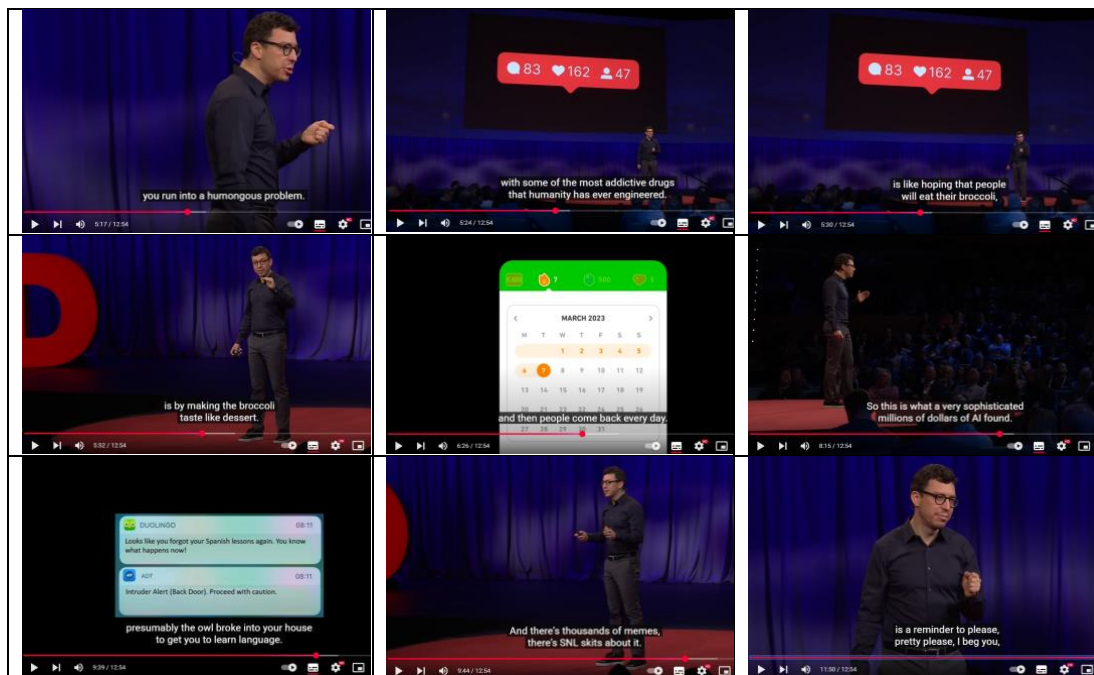 you run into a humongous problem.
5:17 / 12:54
83 162 47
with some of the most addictive drugs
that humanity has ever engineered.
5:24 / 12:54
83 162 47
is like hoping that people
will eat their broccoli,
5:30 / 12:54
is by making the broccoli
taste like dessert.
5:52 / 12:54
7 500 5
MARCH 2023
M T W T F S S
1 2 3 4 5
6 7 8 9 10 11 12
13 14 15 16 17 18 19
and then people come back every day.
27 28 29 30 31
6:25 / 12:54
So this is what a very sophisticated
millions of dollars of AI found.
8:15 / 12:54
DUOLINGO 08:11
Looks like you forgot your Spanish lessons again. You know
what happens now!
ADT 08:11
Intruder Alert (Back Door). Proceed with caution.
presumably the owl broke into your house
to get you to learn language.
9:39 / 12:54
And there's thousands of memes,
there's SNL skits about it.
9:44 / 12:54
is a reminder to please,
pretty please, I beg you,
11:50 / 12:54